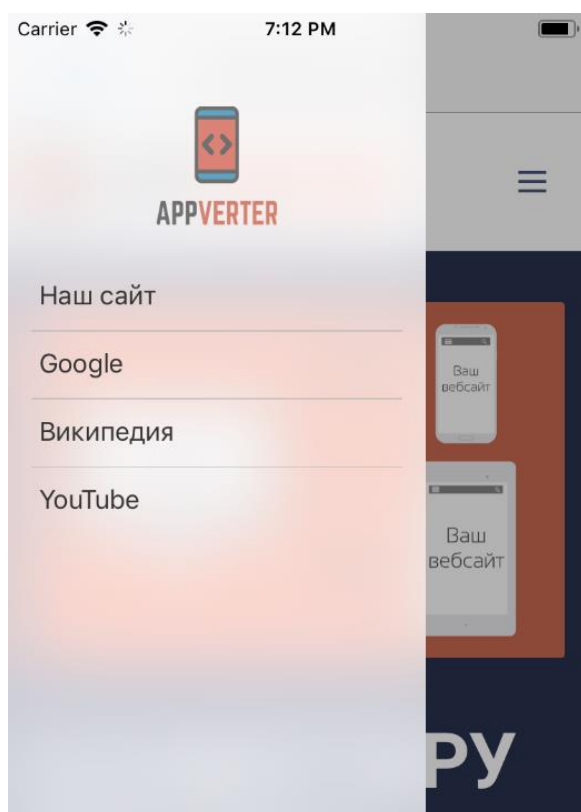 Carrier 7:12 PM
APPVERTER
Наш сайт
Google
Википедия
YouTube
Ваш
вебсайт
Ваш
вебсайт
РУ